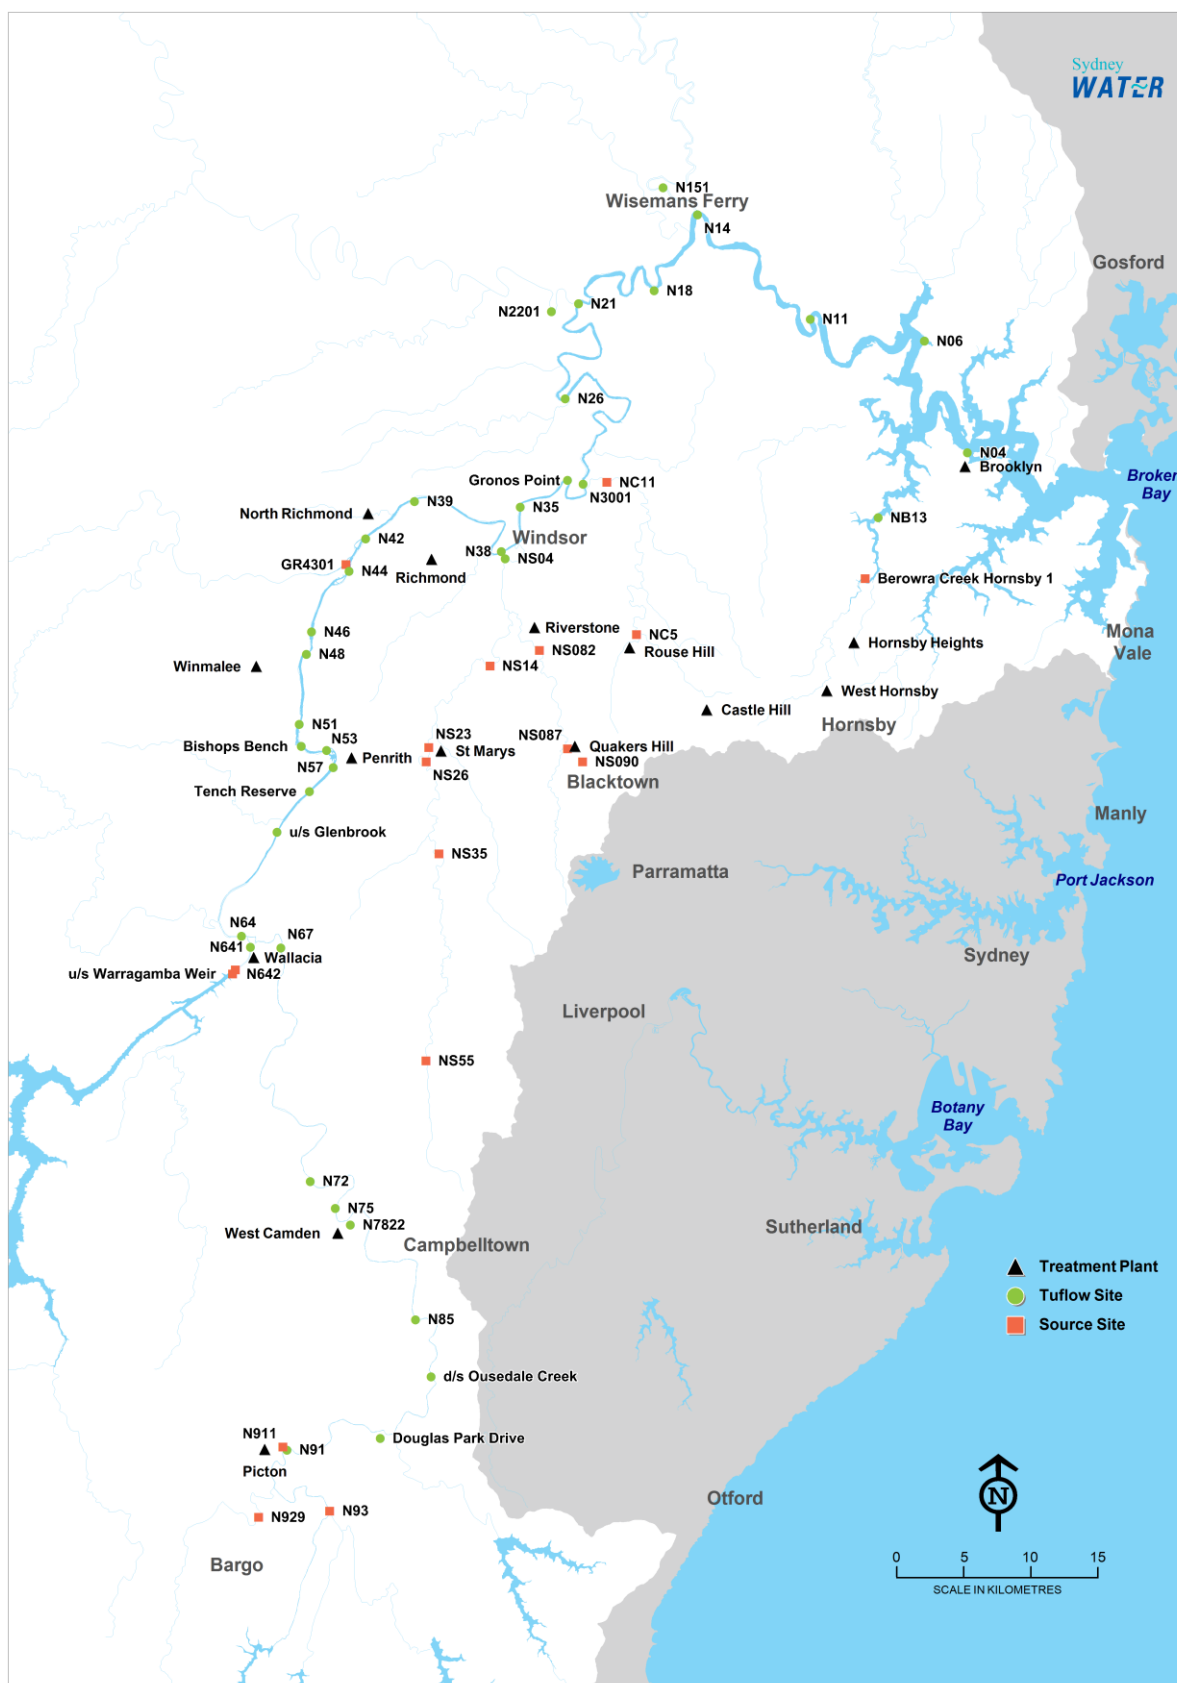 Sydney
WATER
N151
Wisemans Ferry
N14
Gosford
N18
N21
N2201
N11
N06
N26
N04
Brooklyn
Broken
Bay
Gronos Point
NC11
N3001
N39
N35
North Richmond
NB13
Windsor
N42
N38
NS04
GR4301
N44
Richmond
Berowra Creek Hornsby 1
N46
Riverstone
NC5
Mona
Vale
Hornsby Heights
N48
NS082
Rouse Hill
Winmalee
NS14
West Hornsby
Castle Hill
Hornsby
N51
N53
NS23
NS087
Bishops Bench
St Marys
Quakers Hill
Penrith
N57
NS26
NS090
Blacktown
Tench Reserve
Manly
u/s Glenbrook
NS35
Parramatta
Port Jackson
N64
N67
N641
Wallacia
Sydney
u/s Warragamba Weir
N642
Liverpool
NS55
Botany
Bay
N72
N75
N7822
West Camden
Sutherland
Campbelltown
Treatment Plant
Tuflow Site
Source Site
N85
d/s Ousedale Creek
N911
N91
Douglas Park Drive
Picton
N
Otford
N93
N929
Bargo
0 5 10 15
SCALE IN KILOMETRES